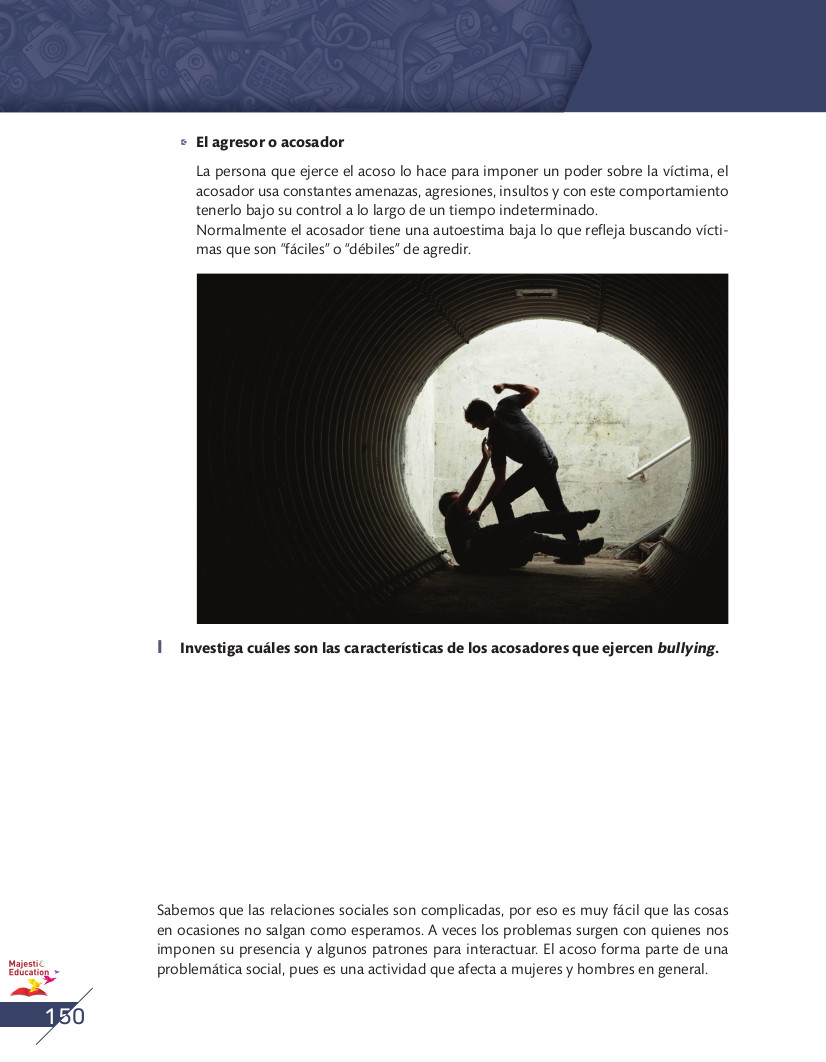 El agresor o acosador
La persona que ejerce el acoso lo hace para imponer un poder sobre la víctima, el
acosador usa constantes amenazas, agresiones, insultos y con este comportamiento
tenerlo bajo su control a lo largo de un tiempo indeterminado.
Normalmente el acosador tiene una autoestima baja lo que refleja buscando vícti-
mas que son “fáciles” o “débiles” de agredir.
I Investiga cuáles son las características de los acosadores que ejercen bullying.
Sabemos que las relaciones sociales son complicadas, por eso es muy fácil que las cosas
en ocasiones no salgan como esperamos. A veces los problemas surgen con quienes nos
imponen su presencia y algunos patrones para interactuar. El acoso forma parte de una
problemática social, pues es una actividad que afecta a mujeres y hombres en general.
Majestic
Education
150